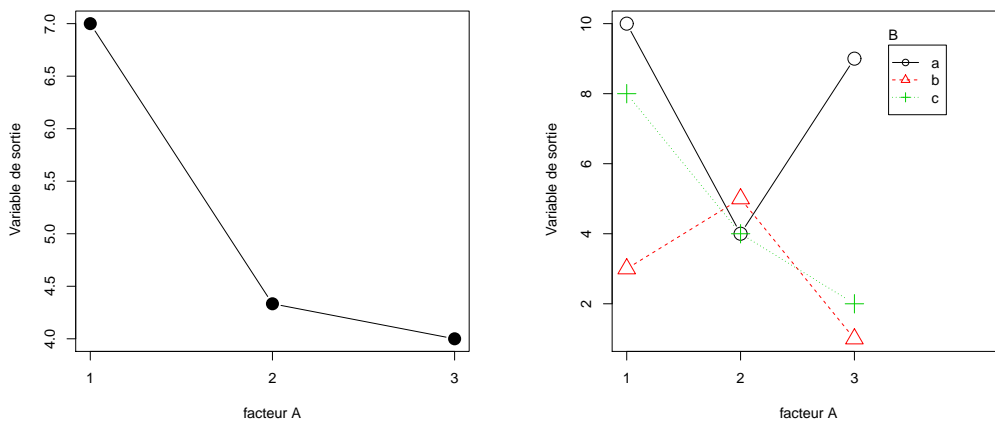 7.0
6.5
6.0
5.5
5.0
4.5
4.0
Variable de sortie
1 2 3
facteur A
10
8
6
4
2
Variable de sortie
B
a
b
c
1 2 3
facteur A